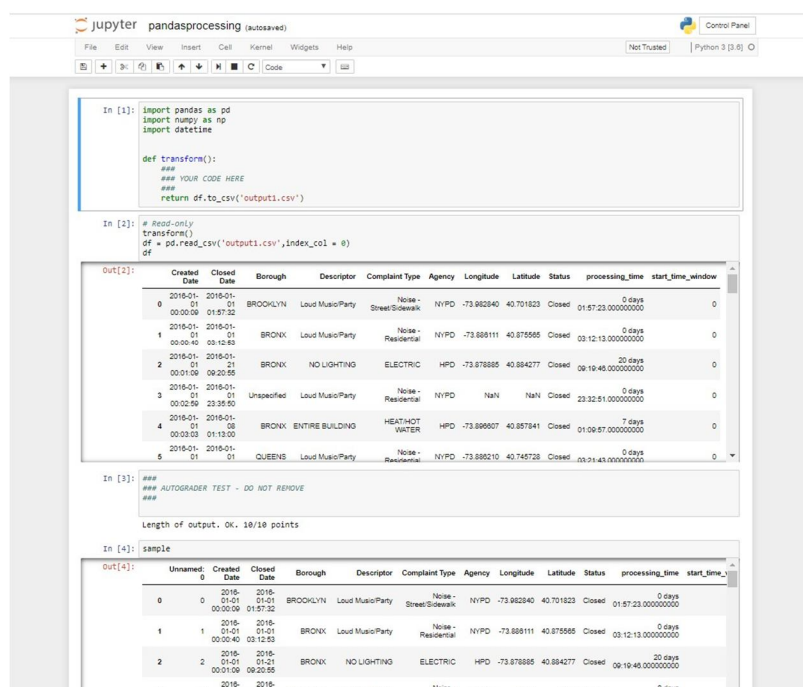 jupyter pandasprocessing (autosaved)
Control Panel
File Edit View Insert Cell Kernel Widgets Help
Not Trusted Python 3 [3.6]
Code
In [1]: import pandas as pd
import numpy as np
import datetime
def transform():
###
### YOUR CODE HERE
###
return df.to_csv('output1.csv')
In [2]: # Read-only
transform()
df = pd.read_csv('output1.csv',index_col = 0)
df
Out[2]:
Created Date Closed Date Borough Descriptor Complaint Type Agency Longitude Latitude Status processing_time start_time_window
0 2016-01-01 00:00:09 2016-01-01 01:57:32 BROOKLYN Loud Music/Party Noise - Street/Sidewalk NYPD -73.982840 40.701823 Closed 0 days 01:57:23.000000000 0
1 2016-01-01 00:00:40 2016-01-01 03:12:53 BRONX Loud Music/Party Noise - Residential NYPD -73.886111 40.875565 Closed 0 days 03:12:13.000000000 0
2 2016-01-01 00:01:09 2016-01-21 09:20:55 BRONX NO LIGHTING ELECTRIC HPD -73.878885 40.884277 Closed 20 days 09:19:46.000000000 0
3 2016-01-01 00:02:59 2016-01-01 23:35:50 Unspecified Loud Music/Party Noise - Residential NYPD NaN NaN Closed 0 days 23:32:51.000000000 0
4 2016-01-01 00:03:03 2016-01-08 01:13:00 BRONX ENTIRE BUILDING HEAT/HOT WATER HPD -73.896607 40.857841 Closed 7 days 01:09:57.000000000 0
5 2016-01-01 2016-01-01 QUEENS Loud Music/Party Noise - Residential NYPD -73.886210 40.745728 Closed 0 days 03:21:43.000000000 0
In [3]: ###
### AUTOGRADER TEST - DO NOT REMOVE
###
Length of output. OK. 10/10 points
In [4]: sample
Out[4]:
Unnamed: 0 Created Date Closed Date Borough Descriptor Complaint Type Agency Longitude Latitude Status processing_time start_time_
0 0 2016-01-01 00:00:09 2016-01-01 01:57:32 BROOKLYN Loud Music/Party Noise - Street/Sidewalk NYPD -73.982840 40.701823 Closed 0 days 01:57:23.000000000
1 1 2016-01-01 00:00:40 2016-01-01 03:12:53 BRONX Loud Music/Party Noise - Residential NYPD -73.886111 40.875565 Closed 0 days 03:12:13.000000000
2 2 2016-01-01 00:01:09 2016-01-21 09:20:55 BRONX NO LIGHTING ELECTRIC HPD -73.878885 40.884277 Closed 20 days 09:19:46.000000000
2016- 2016-